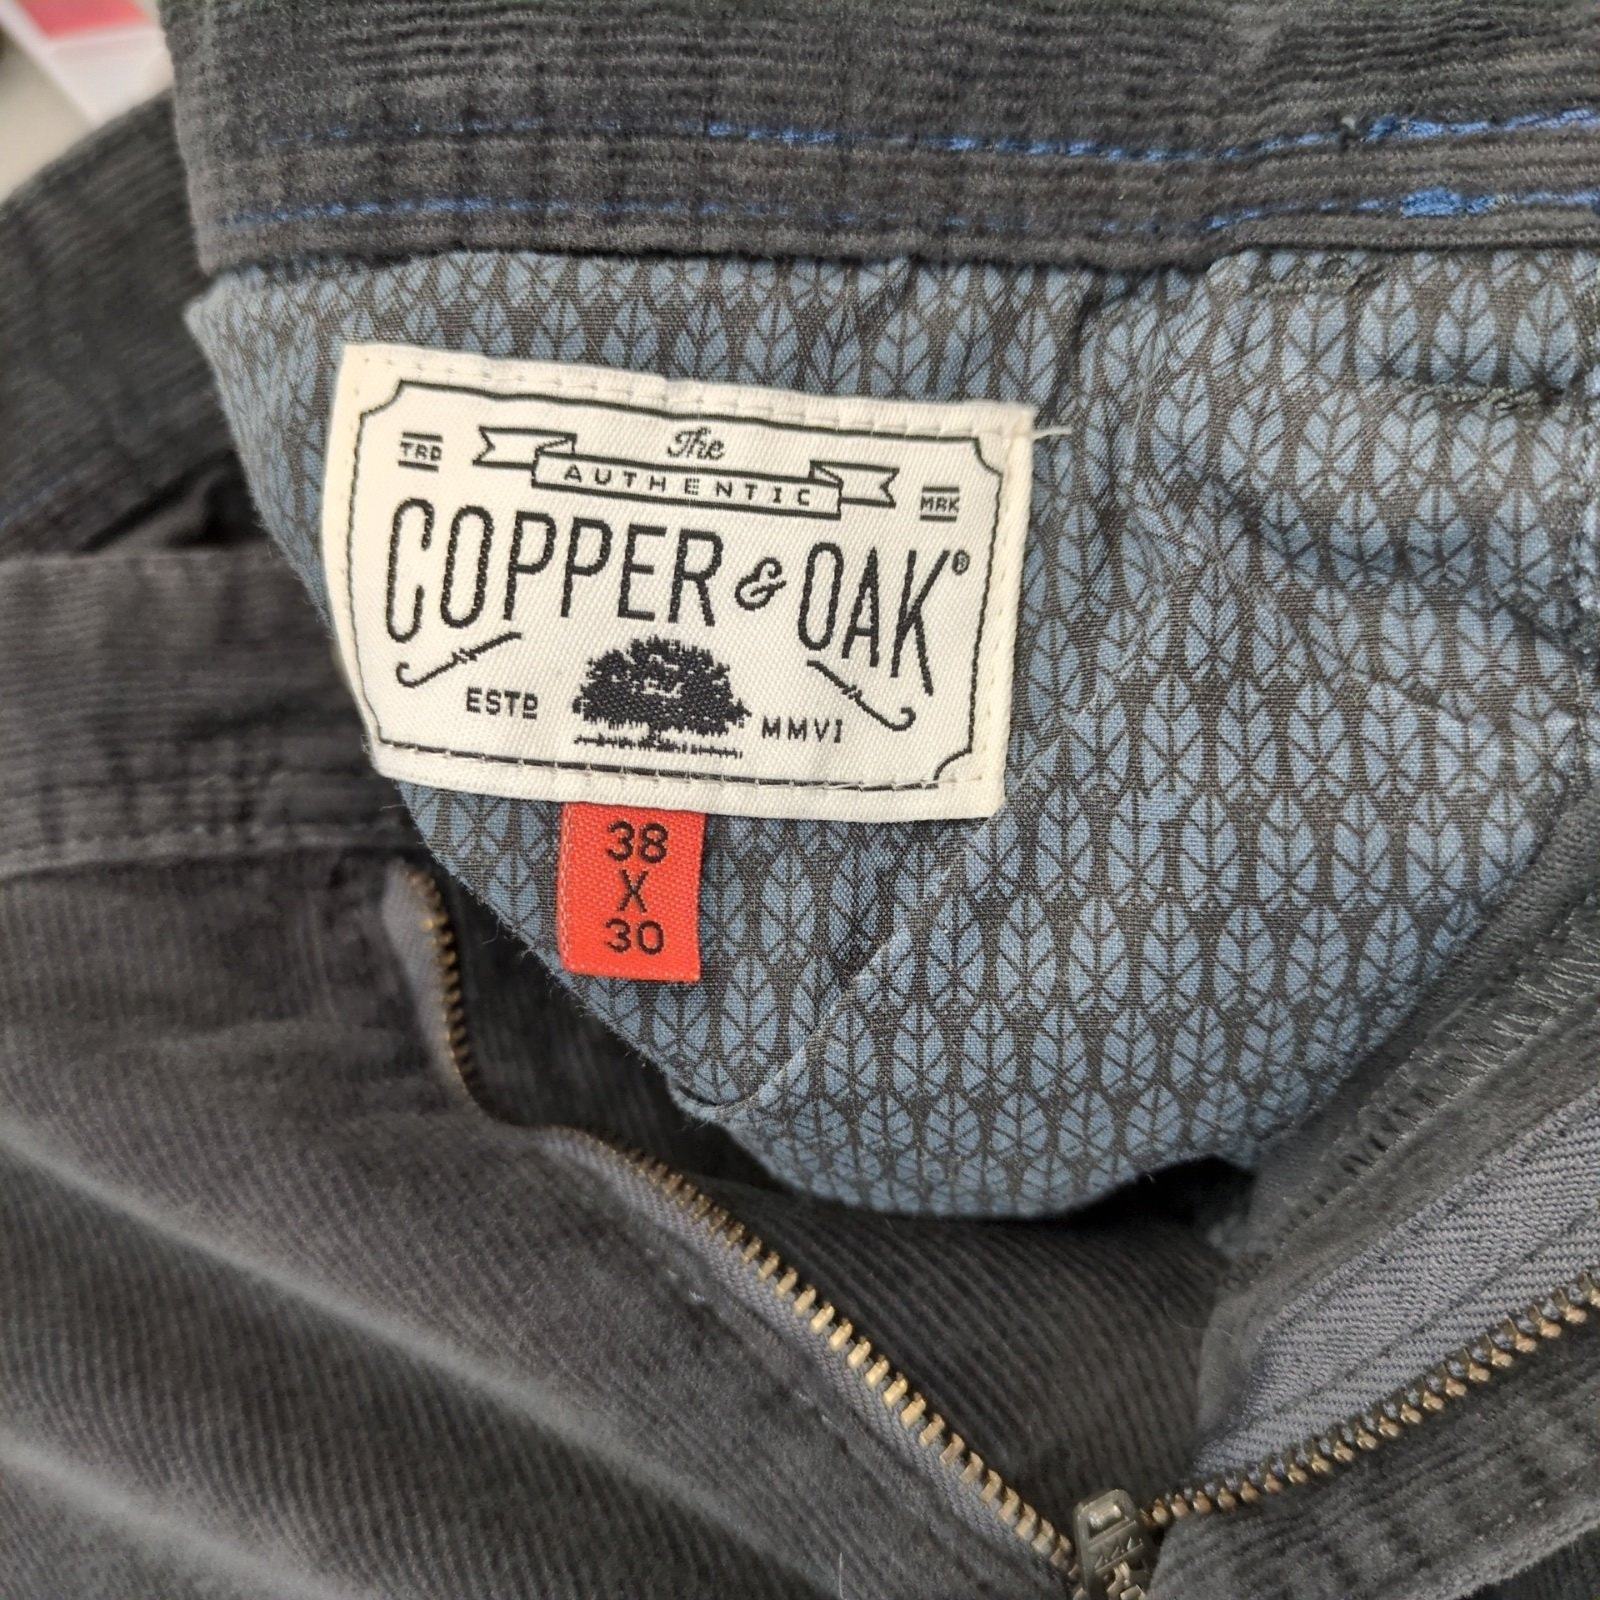 The
TRD
AUTHENTIC
MRK
COPPER & OAK®
ESTD
MMVI
38
X
30